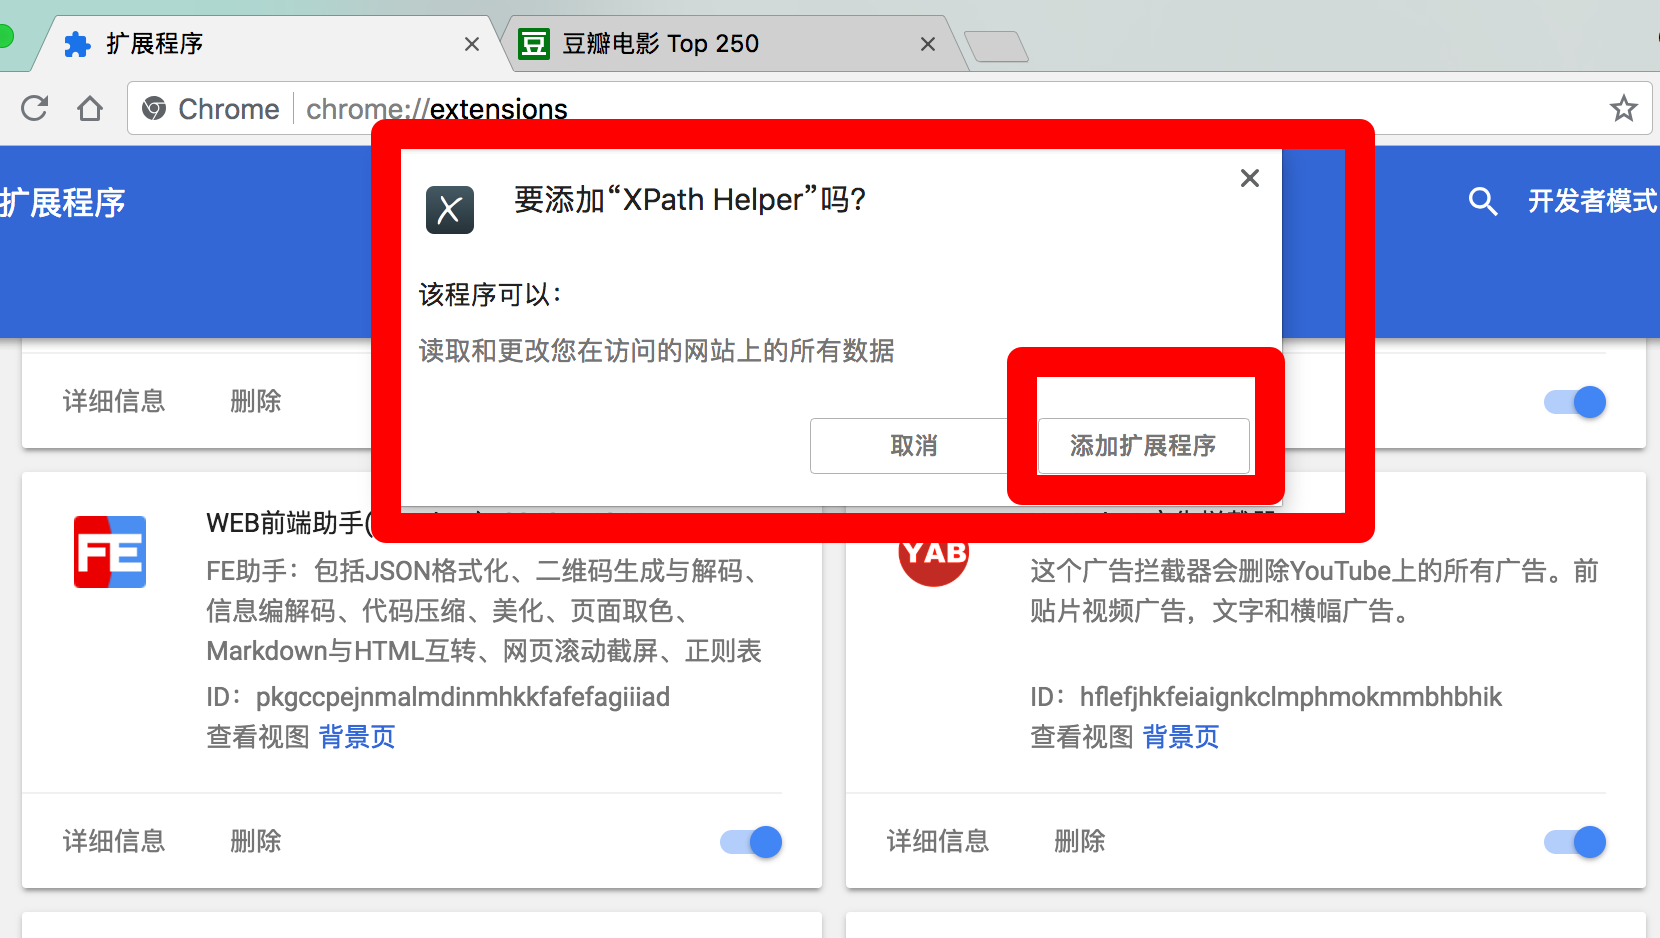 扩展程序
豆
豆瓣电影 Top 250
Chrome
chrome://extensions
扩展程序
开发者模式
要添加“XPath Helper”吗?
该程序可以：
读取和更改您在访问的网站上的所有数据
取消
添加扩展程序
详细信息
删除
FE
WEB前端助手(
FE助手：包括JSON格式化、二维码生成与解码、
信息编解码、代码压缩、美化、页面取色、
Markdown与HTML互转、网页滚动截屏、正则表
ID：pkgccpejnmalmdinmhkkfafefagiiiad
查看视图 背景页
详细信息
删除
YAB
这个广告拦截器会删除YouTube上的所有广告。前
贴片视频广告，文字和横幅广告。
ID：hflefjhkfeiaignkclmphmokmmbhbhik
查看视图 背景页
详细信息
删除